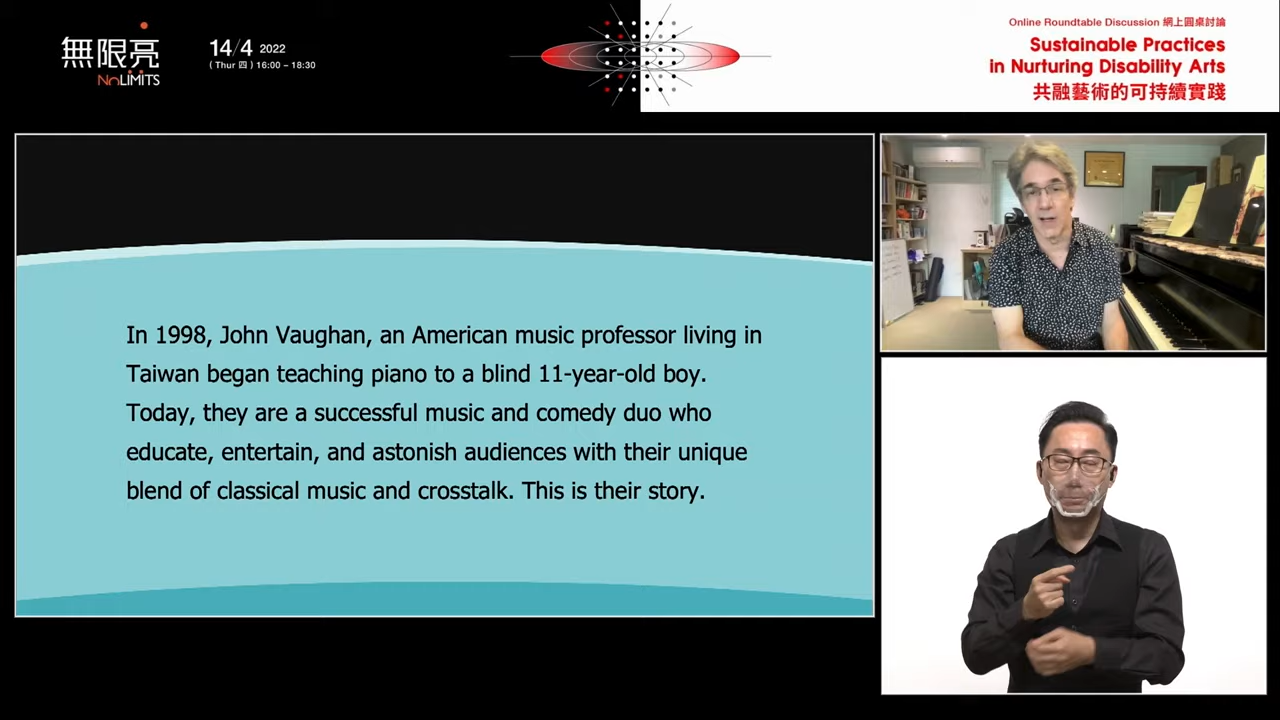 無限亮
NoLIMITS
14/4 2022
( Thur 四 ) 16:00 – 18:30
Online Roundtable Discussion 網上圓桌討論
Sustainable Practices
in Nurturing Disability Arts
共融藝術的可持續實踐
In 1998, John Vaughan, an American music professor living in
Taiwan began teaching piano to a blind 11-year-old boy.
Today, they are a successful music and comedy duo who
educate, entertain, and astonish audiences with their unique
blend of classical music and crosstalk. This is their story.